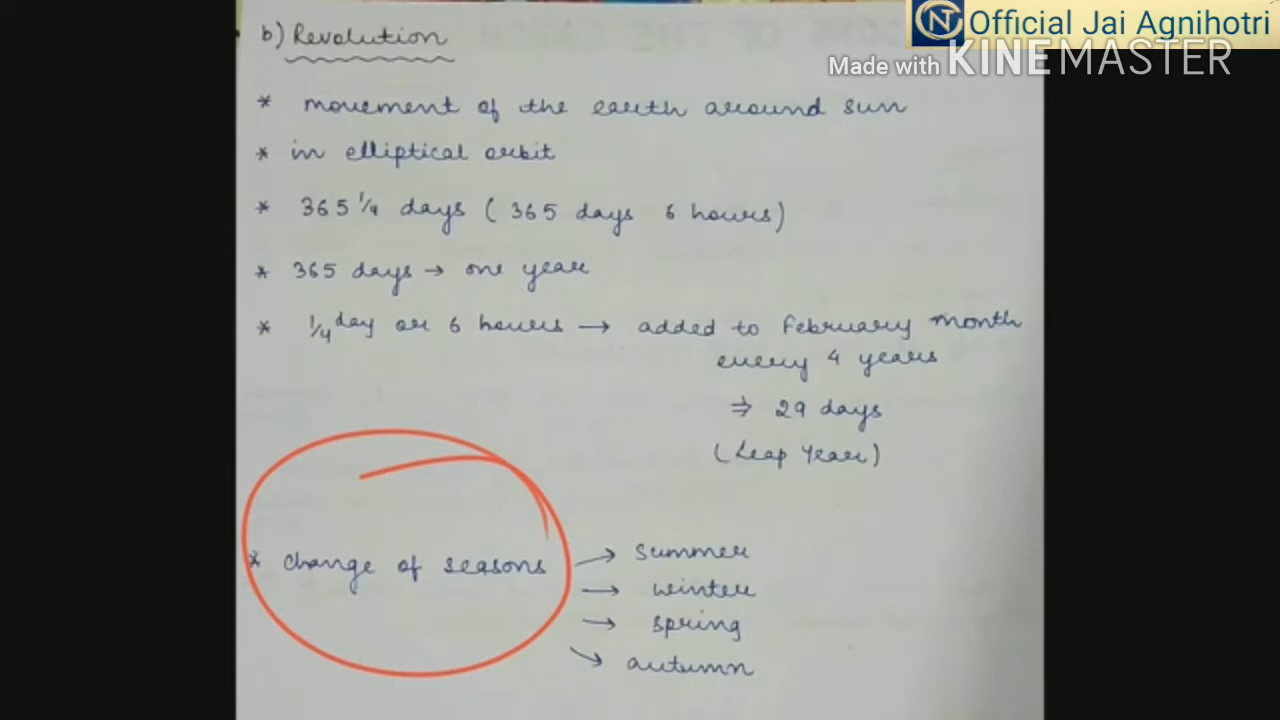 Official Jai Agnihotri
Made with KINEMASTER
b) Revolution
* movement of the earth around sun
* in elliptical orbit
* 365 1/4 days (365 days 6 hours)
* 365 days → one year
* 1/4 day or 6 hours → added to February month
every 4 years
⇒ 29 days
(Leap Year)
* change of seasons → summer
→ winter
→ spring
→ autumn